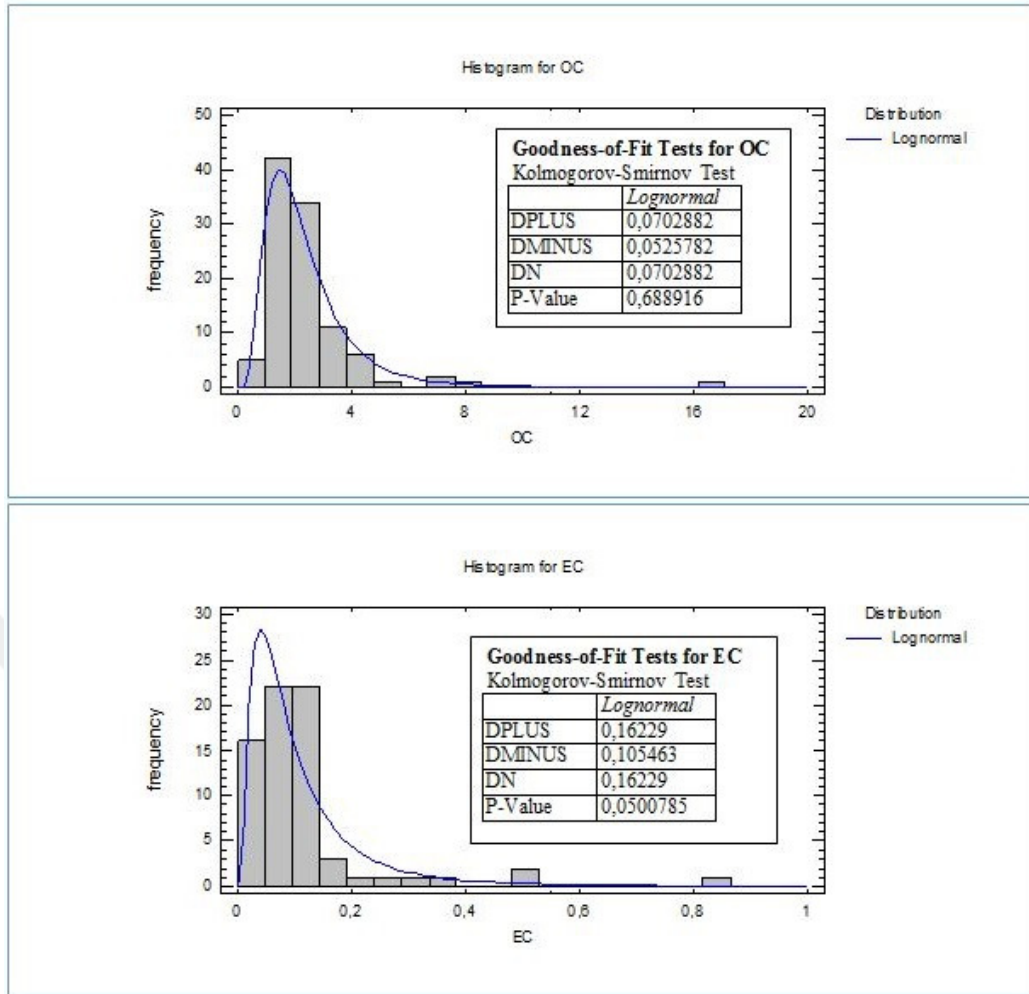 Histogram for OC
Distribution
Lognormal
Goodness-of-Fit Tests for OC
Kolmogorov-Smirnov Test
Lognormal
DPLUS 0,0702882
DMINUS 0,0525782
DN 0,0702882
P-Value 0,688916
frequency
50
40
30
20
10
0
0 4 8 12 16 20
OC
Histogram for EC
Distribution
Lognormal
Goodness-of-Fit Tests for EC
Kolmogorov-Smirnov Test
Lognormal
DPLUS 0,16229
DMINUS 0,105463
DN 0,16229
P-Value 0,0500785
frequency
30
25
20
15
10
5
0
0 0,2 0,4 0,6 0,8 1
EC